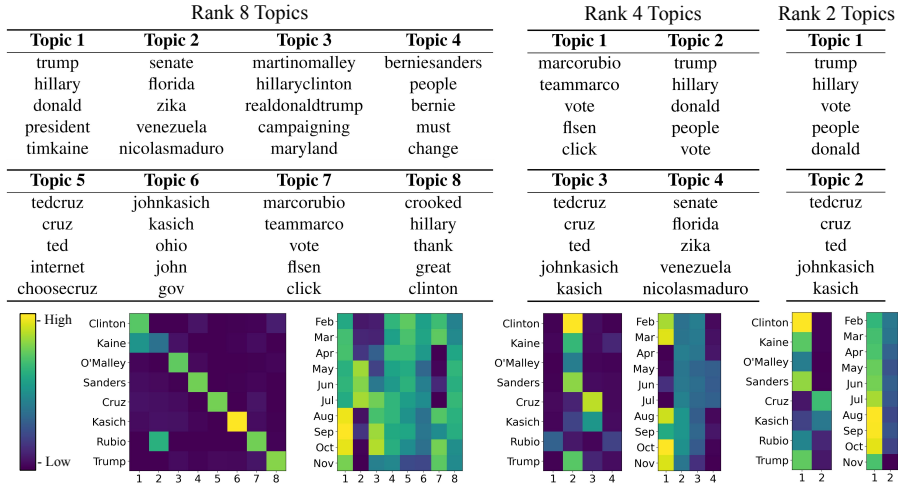 Rank 8 Topics
Topic 1 Topic 2 Topic 3 Topic 4
trump senate martinomalley berniesanders
hillary florida hillaryclinton people
donald zika realdonaldtrump bernie
president venezuela campaigning must
timkaine nicolasmaduro maryland change
Topic 5 Topic 6 Topic 7 Topic 8
tedcruz johnkasich marcorubio crooked
cruz kasich teammarco hillary
ted ohio vote thank
internet john flsen great
choosecruz gov click clinton
Rank 4 Topics
Topic 1 Topic 2
marcorubio trump
teammarco hillary
vote donald
flsen people
click vote
Topic 3 Topic 4
tedcruz senate
cruz florida
ted zika
johnkasich venezuela
kasich nicolasmaduro
Rank 2 Topics
Topic 1
trump
hillary
vote
people
donald
Topic 2
tedcruz
cruz
ted
johnkasich
kasich
High
Low
Clinton
Kaine
O'Malley
Sanders
Cruz
Kasich
Rubio
Trump
1 2 3 4 5 6 7 8
Feb
Mar
Apr
May
Jun
Jul
Aug
Sep
Oct
Nov
1 2 3 4 5 6 7 8
Clinton
Kaine
O'Malley
Sanders
Cruz
Kasich
Rubio
Trump
1 2 3 4
Feb
Mar
Apr
May
Jun
Jul
Aug
Sep
Oct
Nov
1 2 3 4
Clinton
Kaine
O'Malley
Sanders
Cruz
Kasich
Rubio
Trump
1 2
Feb
Mar
Apr
May
Jun
Jul
Aug
Sep
Oct
Nov
1 2